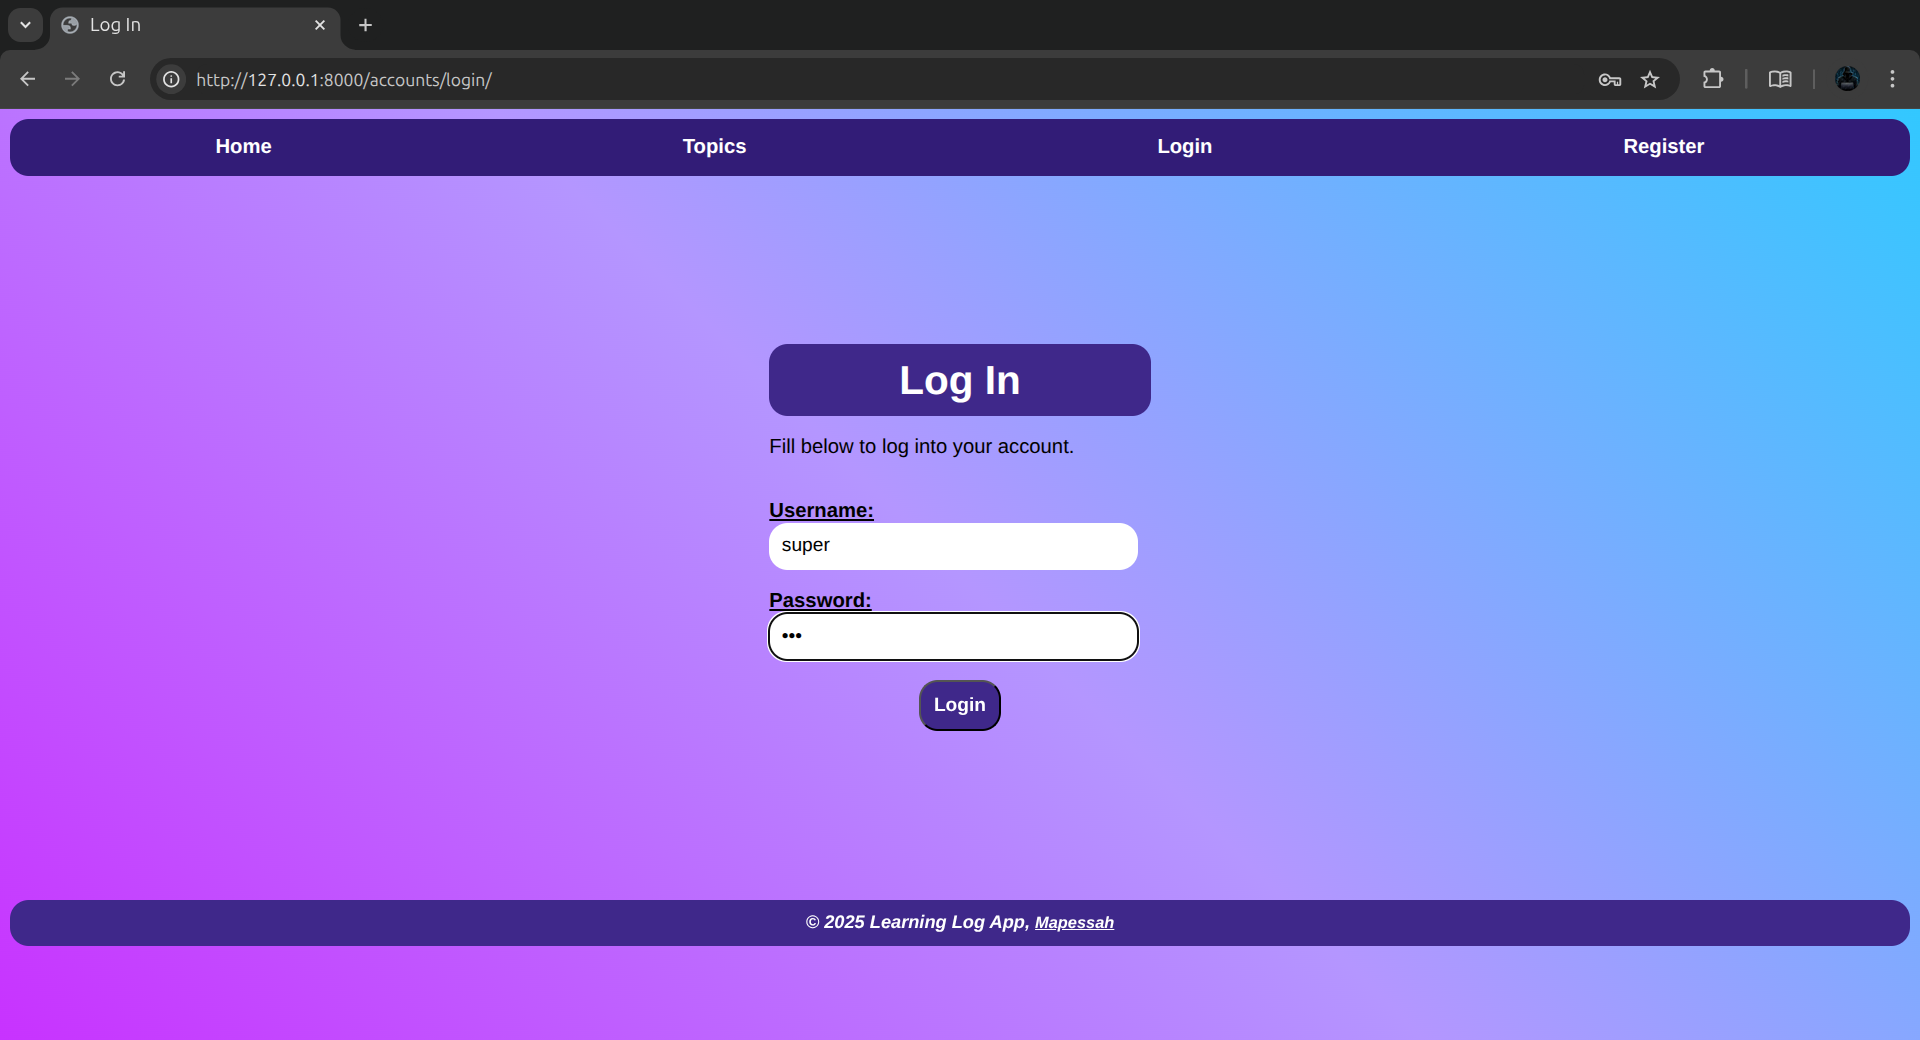 Log In
http://127.0.0.1:8000/accounts/login/
Home Topics Login Register
Log In
Fill below to log into your account.
Username:
super
Password:
•••
Login
© 2025 Learning Log App, Mapessah